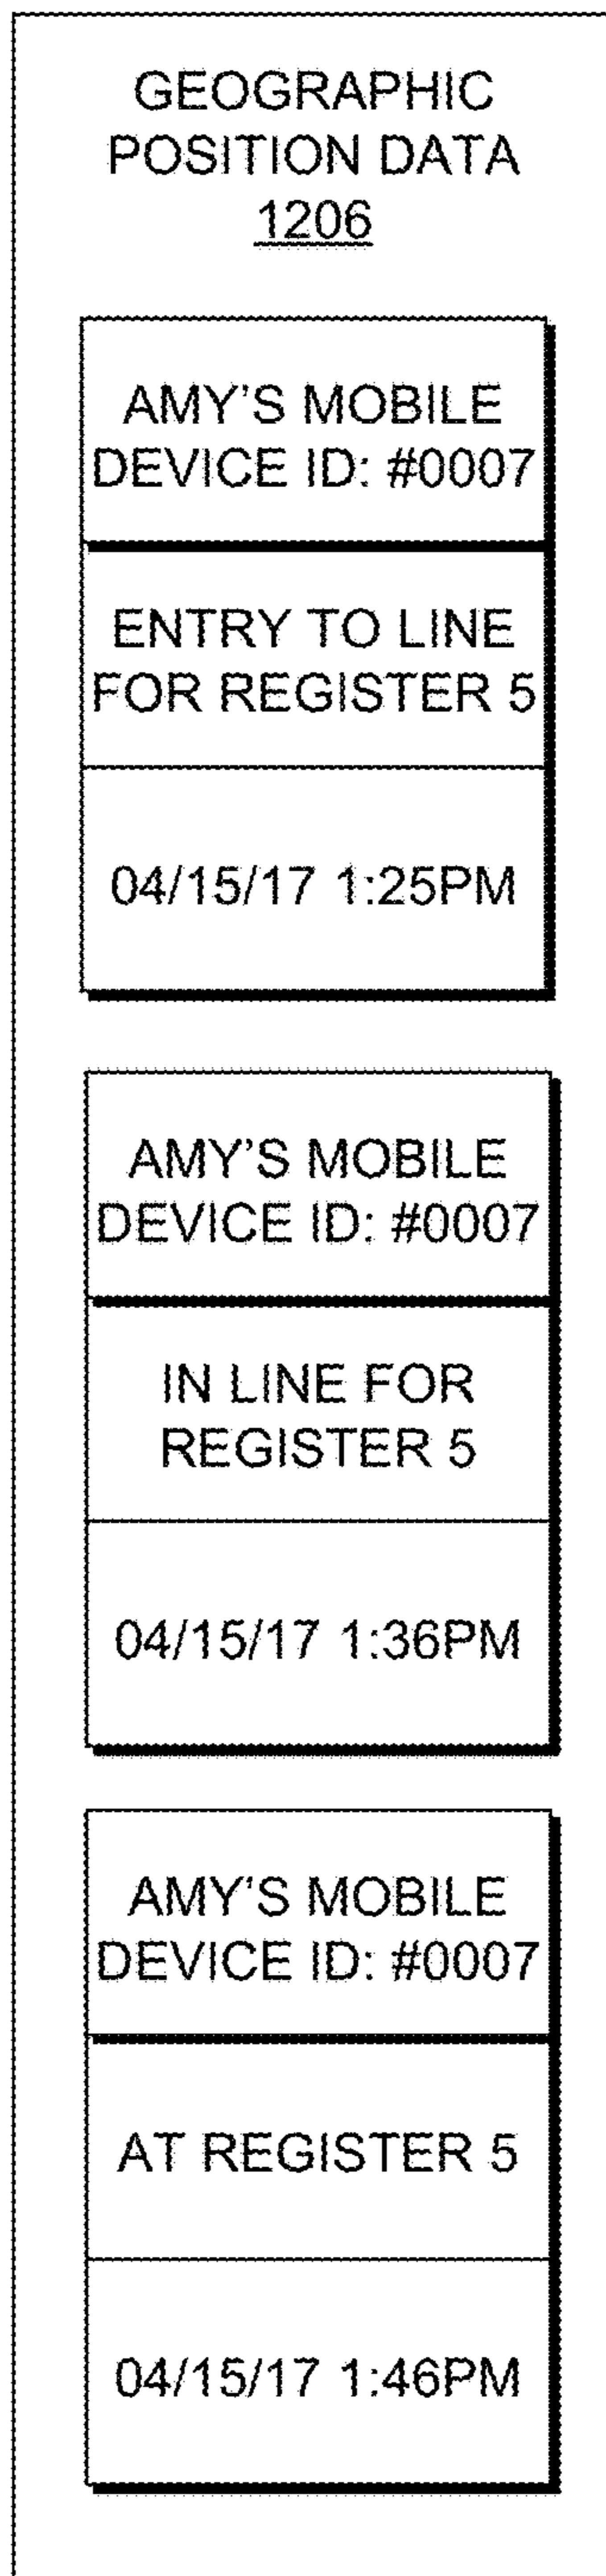 GEOGRAPHIC
POSITION DATA
1206
AMY'S MOBILE
DEVICE ID: #0007
ENTRY TO LINE
FOR REGISTER 5
04/15/17 1:25PM
AMY'S MOBILE
DEVICE ID: #0007
IN LINE FOR
REGISTER 5
04/15/17 1:36PM
AMY'S MOBILE
DEVICE ID: #0007
AT REGISTER 5
04/15/17 1:46PM